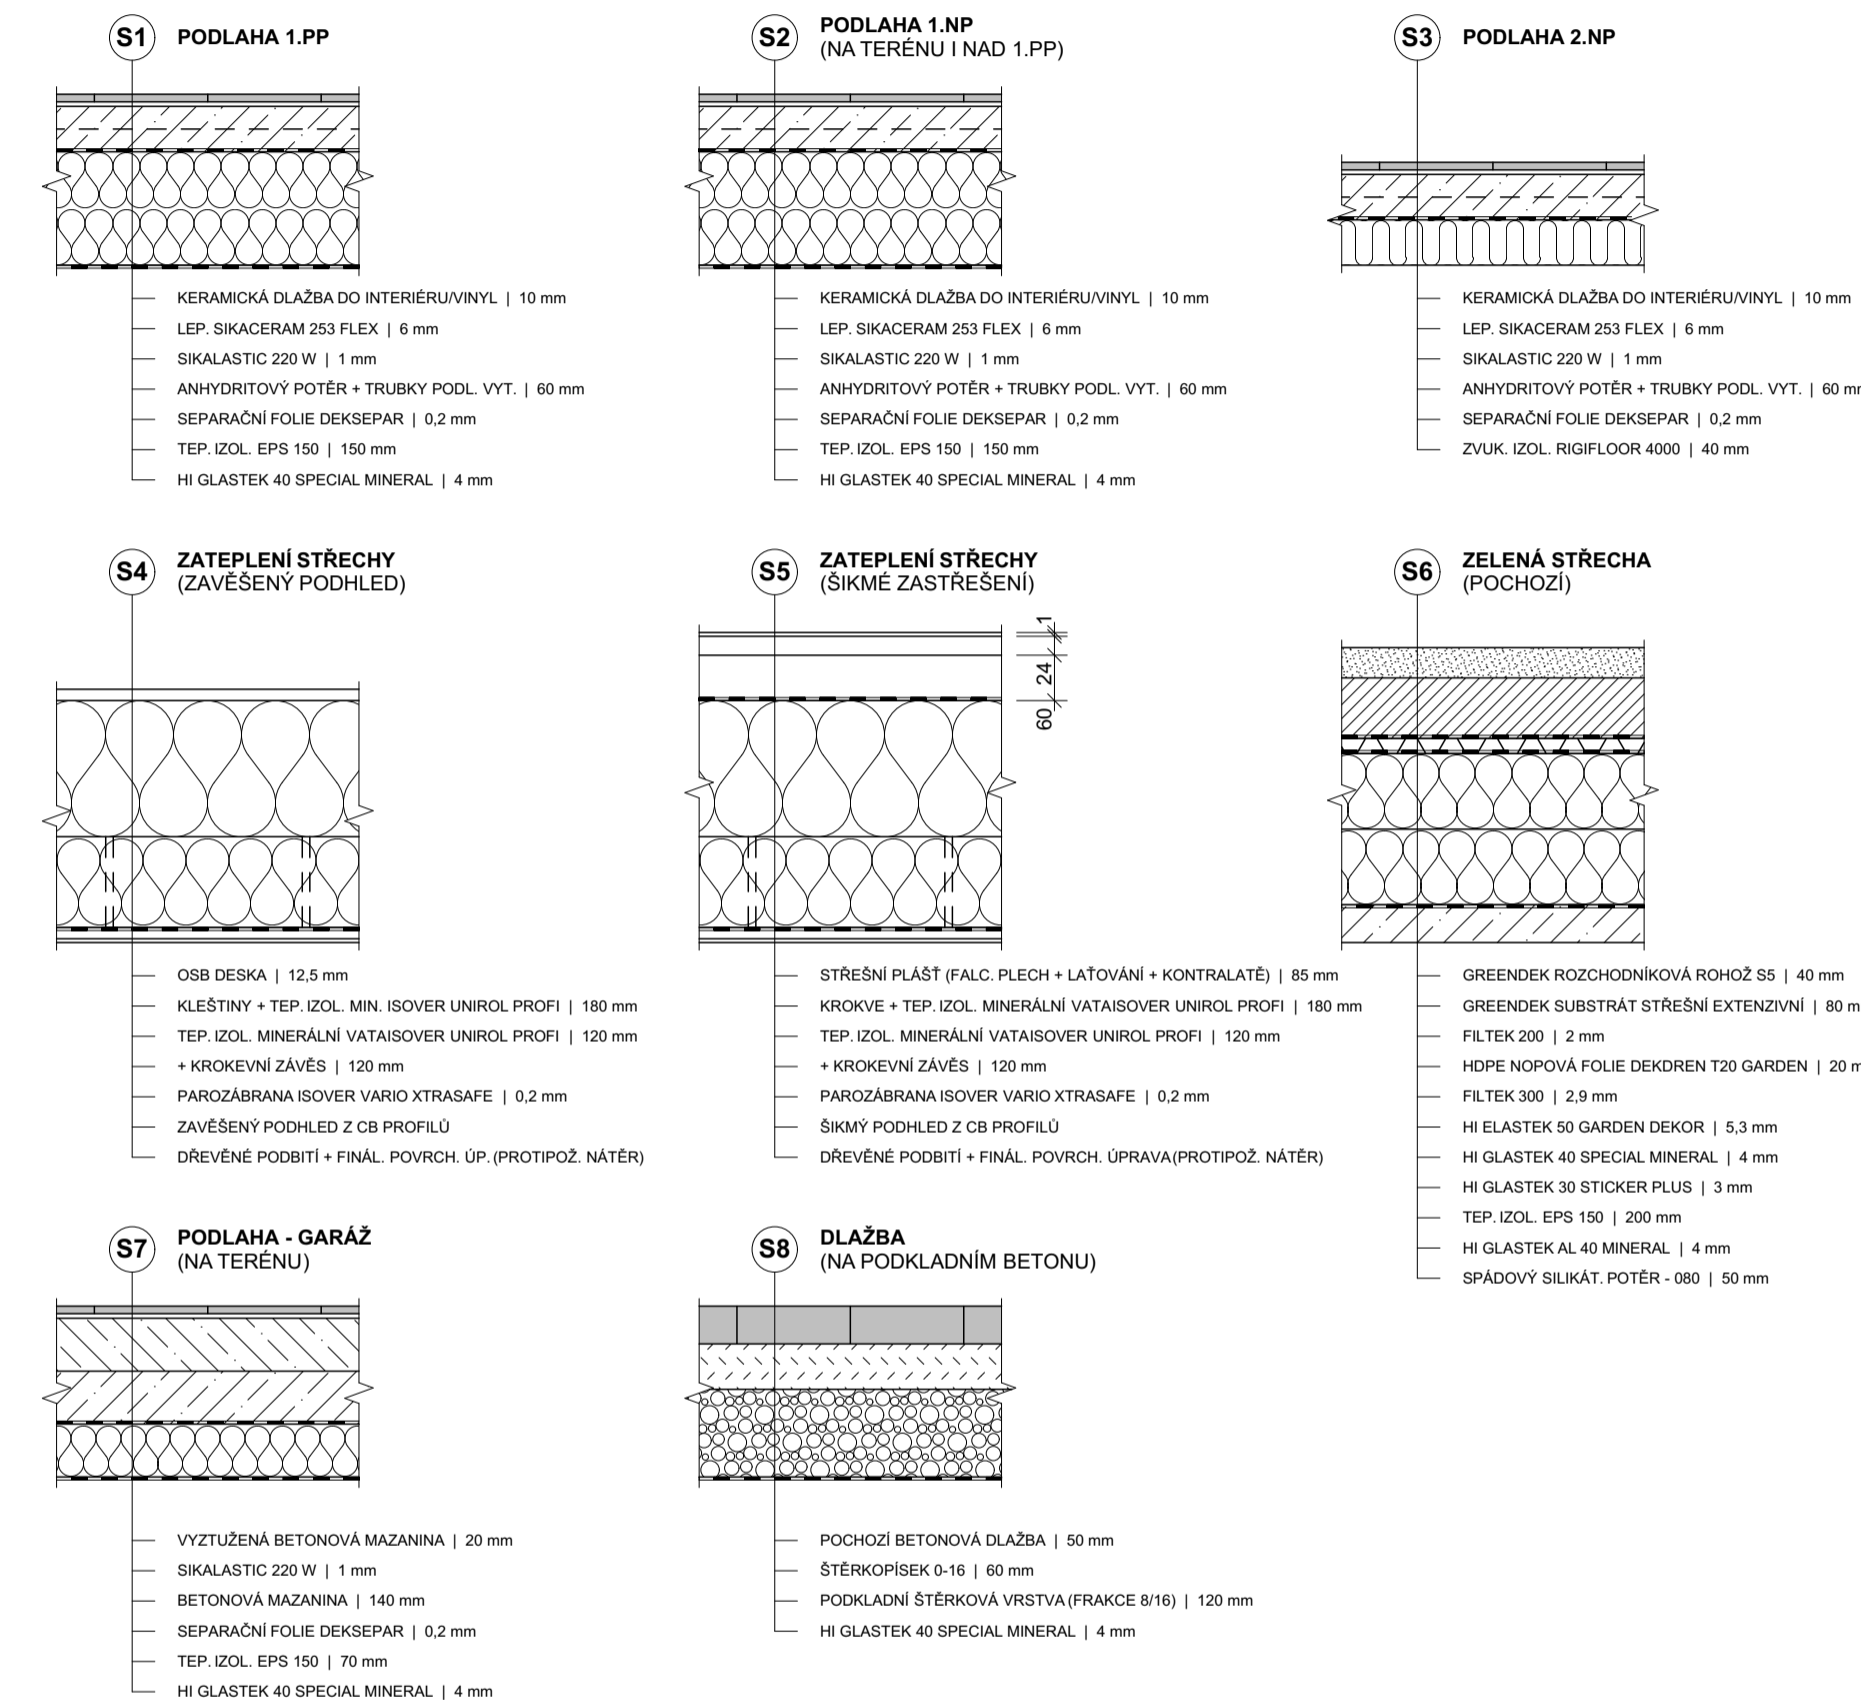 S1 PODLAHA 1.PP
KERAMICKÁ DLAŽBA DO INTERIÉRU/VINYL | 10 mm
LEP. SIKACERAM 253 FLEX | 6 mm
SIKALASTIC 220 W | 1 mm
ANHYDRITOVÝ POTĚR + TRUBKY PODL. VYT. | 60 mm
SEPARAČNÍ FOLIE DEKSEPAR | 0,2 mm
TEP. IZOL. EPS 150 | 150 mm
HI GLASTEK 40 SPECIAL MINERAL | 4 mm
S2 PODLAHA 1.NP
(NA TERÉNU I NAD 1.PP)
KERAMICKÁ DLAŽBA DO INTERIÉRU/VINYL | 10 mm
LEP. SIKACERAM 253 FLEX | 6 mm
SIKALASTIC 220 W | 1 mm
ANHYDRITOVÝ POTĚR + TRUBKY PODL. VYT. | 60 mm
SEPARAČNÍ FOLIE DEKSEPAR | 0,2 mm
TEP. IZOL. EPS 150 | 150 mm
HI GLASTEK 40 SPECIAL MINERAL | 4 mm
S3 PODLAHA 2.NP
KERAMICKÁ DLAŽBA DO INTERIÉRU/VINYL | 10 mm
LEP. SIKACERAM 253 FLEX | 6 mm
SIKALASTIC 220 W | 1 mm
ANHYDRITOVÝ POTĚR + TRUBKY PODL. VYT. | 60 mm
SEPARAČNÍ FOLIE DEKSEPAR | 0,2 mm
ZVUK. IZOL. RIGIFLOOR 4000 | 40 mm
S4 ZATEPLENÍ STŘECHY
(ZAVĚŠENÝ PODHLED)
OSB DESKA | 12,5 mm
KLEŠTINY + TEP. IZOL. MIN. ISOVER UNIROL PROFI | 180 mm
TEP. IZOL. MINERÁLNÍ VATAISOVER UNIROL PROFI | 120 mm
+ KROKEVNÍ ZÁVĚS | 120 mm
PAROZÁBRANA ISOVER VARIO XTRASAFE | 0,2 mm
ZAVĚŠENÝ PODHLED Z CB PROFILŮ
DŘEVĚNÉ PODBITÍ + FINÁL. POVRCH. ÚP. (PROTIPOŽ. NÁTĚR)
S5 ZATEPLENÍ STŘECHY
(ŠIKMÉ ZASTŘEŠENÍ)
1
24
60
STŘEŠNÍ PLÁŠŤ (FALC. PLECH + LAŤOVÁNÍ + KONTRALATĚ) | 85 mm
KROKVE + TEP. IZOL. MINERÁLNÍ VATAISOVER UNIROL PROFI | 180 mm
TEP. IZOL. MINERÁLNÍ VATAISOVER UNIROL PROFI | 120 mm
+ KROKEVNÍ ZÁVĚS | 120 mm
PAROZÁBRANA ISOVER VARIO XTRASAFE | 0,2 mm
ŠIKMÝ PODHLED Z CB PROFILŮ
DŘEVĚNÉ PODBITÍ + FINÁL. POVRCH. ÚPRAVA (PROTIPOŽ. NÁTĚR)
S6 ZELENÁ STŘECHA
(POCHOZÍ)
GREENDEK ROZCHODNÍKOVÁ ROHOŽ S5 | 40 mm
GREENDEK SUBSTRÁT STŘEŠNÍ EXTENZIVNÍ | 80 m
FILTEK 200 | 2 mm
HDPE NOPOVÁ FOLIE DEKDREN T20 GARDEN | 20 m
FILTEK 300 | 2,9 mm
HI ELASTEK 50 GARDEN DEKOR | 5,3 mm
HI GLASTEK 40 SPECIAL MINERAL | 4 mm
HI GLASTEK 30 STICKER PLUS | 3 mm
TEP. IZOL. EPS 150 | 200 mm
HI GLASTEK AL 40 MINERAL | 4 mm
SPÁDOVÝ SILIKÁT. POTĚR - 080 | 50 mm
S7 PODLAHA - GARÁŽ
(NA TERÉNU)
VYZTUŽENÁ BETONOVÁ MAZANINA | 20 mm
SIKALASTIC 220 W | 1 mm
BETONOVÁ MAZANINA | 140 mm
SEPARAČNÍ FOLIE DEKSEPAR | 0,2 mm
TEP. IZOL. EPS 150 | 70 mm
HI GLASTEK 40 SPECIAL MINERAL | 4 mm
S8 DLAŽBA
(NA PODKLADNÍM BETONU)
POCHOZÍ BETONOVÁ DLAŽBA | 50 mm
ŠTĚRKOPÍSEK 0-16 | 60 mm
PODKLADNÍ ŠTĚRKOVÁ VRSTVA (FRAKCE 8/16) | 120 mm
HI GLASTEK 40 SPECIAL MINERAL | 4 mm